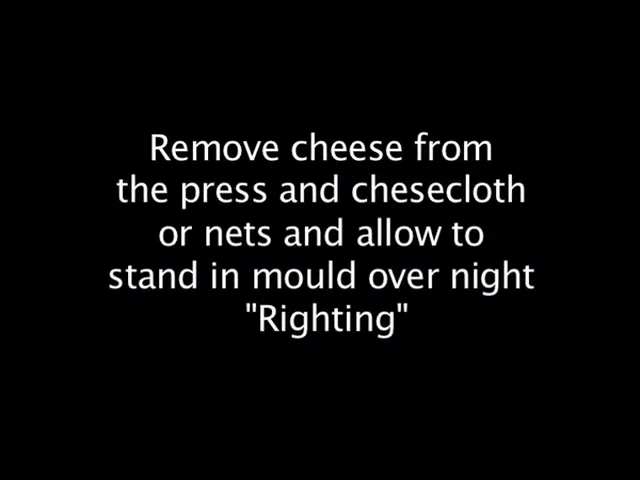 Remove cheese from
the press and chesecloth
or nets and allow to
stand in mould over night
"Righting"